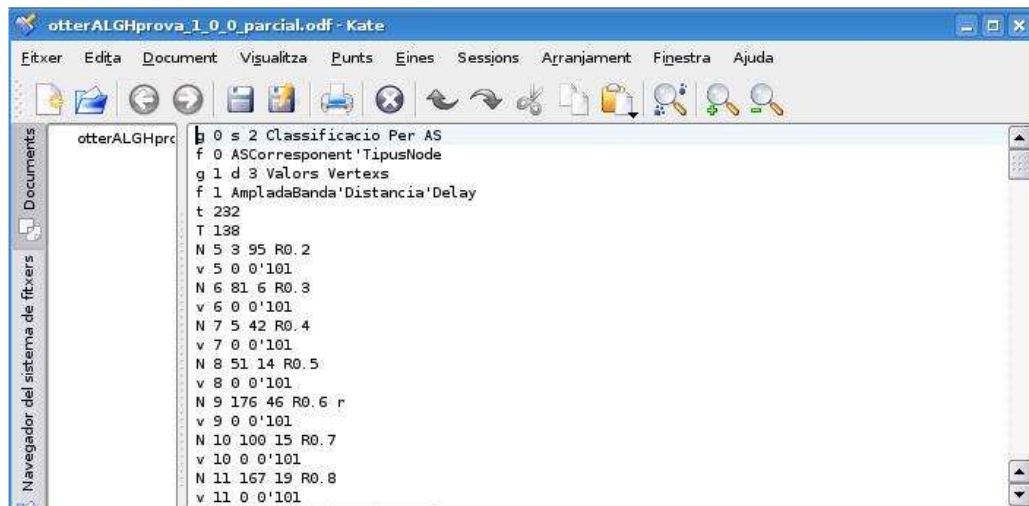 otterALGHprova_1_0_0_parcial.odf - Kate
Fitxer Edita Document Visualitza Punts Eines Sessions Arranjament Finestra Ajuda
Documents
Navegador del sistema de fitxers
otterALGHprc
g 0 s 2 Classificacio Per AS
f 0 ASCorresponent'TipusNode
g 1 d 3 Valors Vertexs
f 1 AmpladaBanda'Distancia'Delay
t 232
T 138
N 5 3 95 R0.2
v 5 0 0'101
N 6 81 6 R0.3
v 6 0 0'101
N 7 5 42 R0.4
v 7 0 0'101
N 8 51 14 R0.5
v 8 0 0'101
N 9 176 46 R0.6 r
v 9 0 0'101
N 10 100 15 R0.7
v 10 0 0'101
N 11 167 19 R0.8
v 11 0 0'101